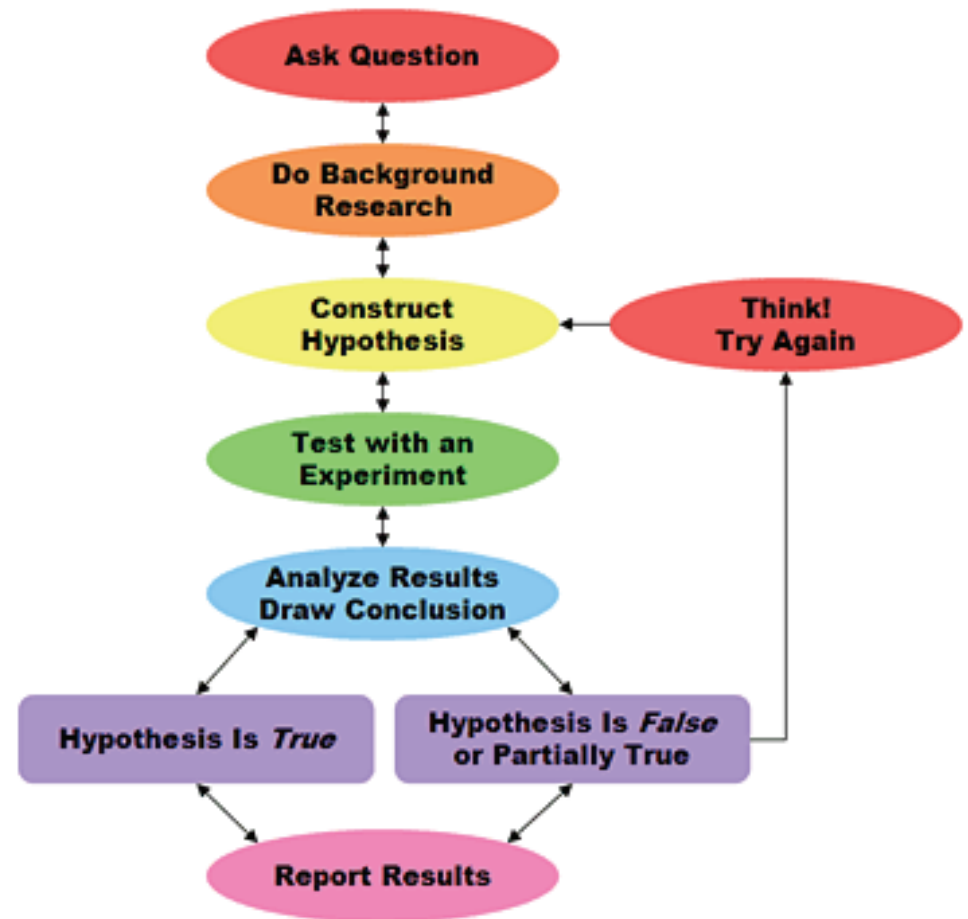 Ask Question
Do Background
Research
Construct
Hypothesis
Think!
Try Again
Test with an
Experiment
Analyze Results
Draw Conclusion
Hypothesis Is True
Hypothesis Is False
or Partially True
Report Results